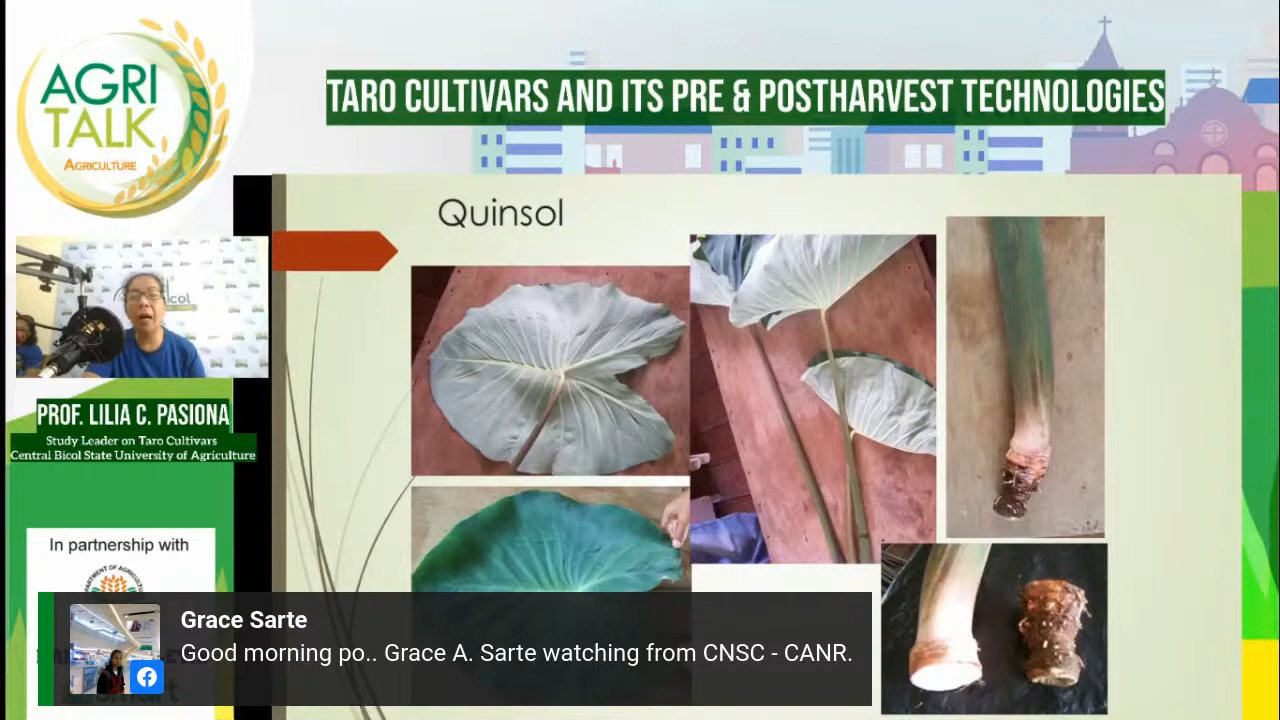 AGRI
TALK
AGRICULTURE
TARO CULTIVARS AND ITS PRE & POSTHARVEST TECHNOLOGIES
Quinsol
PROF. LILIA C. PASIONA
Study Leader on Taro Cultivars
Central Bicol State University of Agriculture
In partnership with
Grace Sarte
Good morning po.. Grace A. Sarte watching from CNSC - CANR.